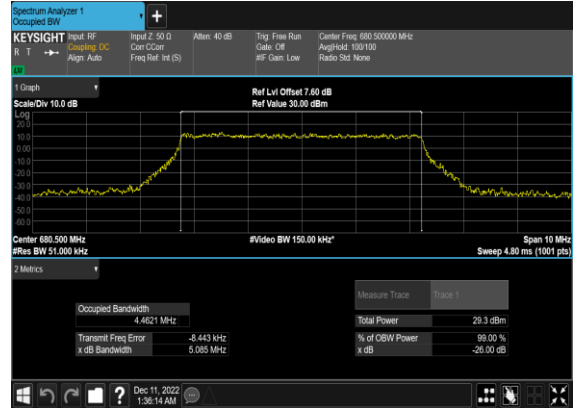 Spectrum Analyzer 1
Occupied BW
KEYSIGHT
R T
LW
Input: RF
Coupling: DC
Align: Auto
Input Z: 50 Ω
Corr CCorr
Freq Ref: Int (S)
Atten: 40 dB
Trig: Free Run
Gate: Off
#IF Gain: Low
Center Freq: 680.500000 MHz
Avg|Hold: 100/100
Radio Std: None
1 Graph
Scale/Div 10.0 dB
Ref Lvl Offset 7.60 dB
Ref Value 30.00 dBm
Log
20.0
10.0
0.00
-10.0
-20.0
-30.0
-40.0
-50.0
-60.0
Center 680.500 MHz
#Res BW 51.000 kHz
#Video BW 150.00 kHz*
Span 10 MHz
Sweep 4.80 ms (1001 pts)
2 Metrics
Measure Trace
Trace 1
Occupied Bandwidth
4.4621 MHz
Total Power
29.3 dBm
Transmit Freq Error
-8.443 kHz
% of OBW Power
99.00 %
x dB Bandwidth
5.085 MHz
x dB
-26.00 dB
?
Dec 11, 2022
1:36:14 AM